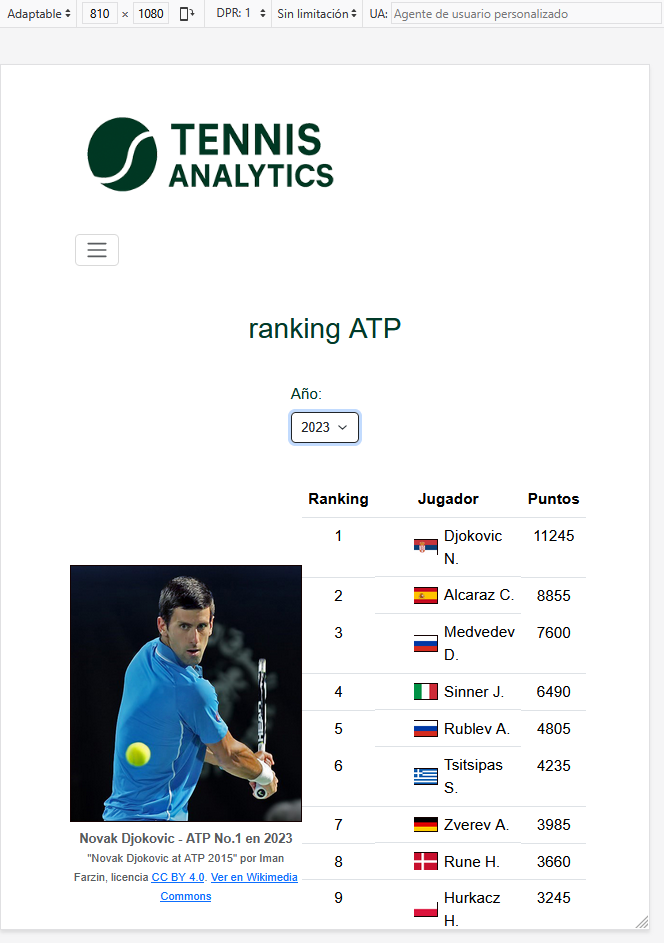 Adaptable 810 × 1080 DPR: 1 Sin limitación UA: Agente de usuario personalizado
TENNIS
ANALYTICS
ranking ATP
Año:
2023
Ranking Jugador Puntos
1 Djokovic N. 11245
2 Alcaraz C. 8855
3 Medvedev D. 7600
4 Sinner J. 6490
5 Rublev A. 4805
6 Tsitsipas S. 4235
7 Zverev A. 3985
8 Rune H. 3660
9 Hurkacz H. 3245
HEAD
Novak Djokovic - ATP No.1 en 2023
"Novak Djokovic at ATP 2015" por Iman
Farzin, licencia CC BY 4.0. Ver en Wikimedia
Commons